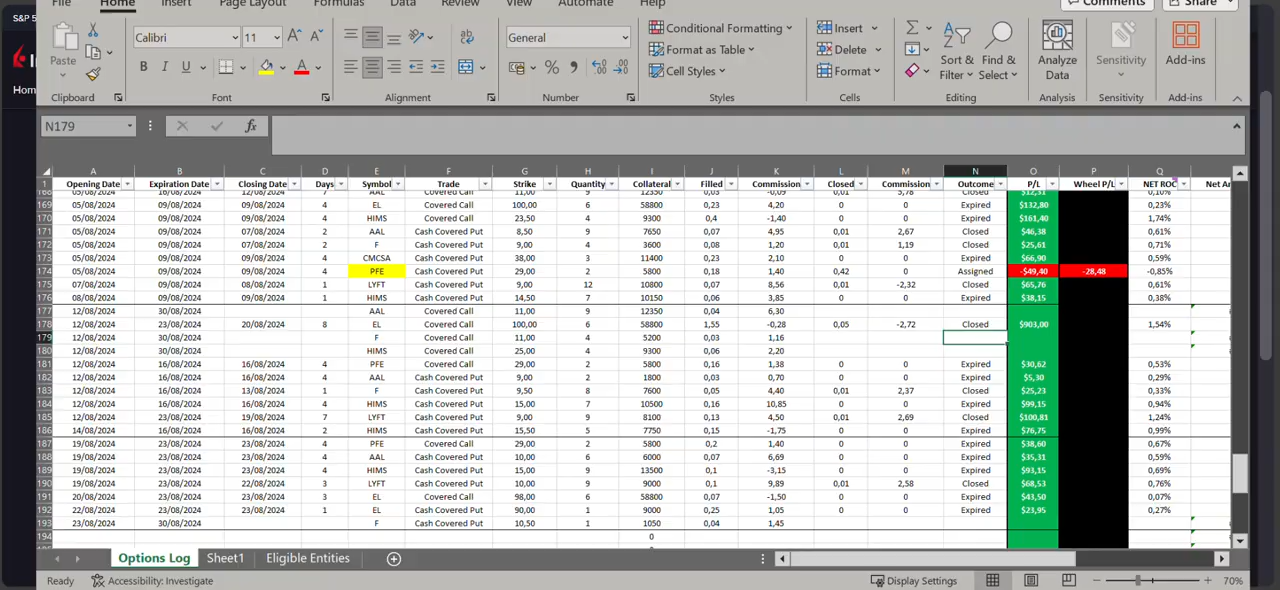 S&P 5
File Home Insert Page Layout Formulas Data Review View Automate Help Comments Share
Hom
Paste Calibri 11 General Conditional Formatting Insert Sort & Find & Analyze Sensitivity Add-ins
B I U Format as Table Delete Filter Select Data
Cell Styles Format
Clipboard Font Alignment Number Styles Cells Editing Analysis Sensitivity Add-ins
N179 fx
A B C D E F G H I J K L M N O P Q R
1 Opening Date Expiration Date Closing Date Days Symbol Trade Strike Quantity Collateral Filled Commission Closed Commission Outcome P/L Wheel P/L NET ROC Net Ar
168 05/08/2024 16/08/2024 12/08/2024 7 AAL Covered Call 11,00 9 12350 0,03 -0,09 0,01 3,78 Closed $12,31 0,10%
169 05/08/2024 09/08/2024 09/08/2024 4 EL Covered Call 100,00 6 58800 0,23 4,20 0 0 Expired $132,80 0,23%
170 05/08/2024 09/08/2024 09/08/2024 4 HIMS Covered Call 23,50 4 9300 0,4 -1,40 0 0 Expired $161,40 1,74%
171 05/08/2024 09/08/2024 07/08/2024 2 AAL Cash Covered Put 8,50 9 7650 0,07 4,95 0,01 2,67 Closed $46,38 0,61%
172 05/08/2024 09/08/2024 07/08/2024 2 F Cash Covered Put 9,00 4 3600 0,08 1,20 0,01 1,19 Closed $25,61 0,71%
173 05/08/2024 09/08/2024 09/08/2024 4 CMCSA Cash Covered Put 38,00 3 11400 0,23 2,10 0 0 Expired $66,90 0,59%
174 05/08/2024 09/08/2024 09/08/2024 4 PFE Cash Covered Put 29,00 2 5800 0,18 1,40 0,42 0 Assigned -$49,40 -28,48 -0,85%
175 07/08/2024 09/08/2024 08/08/2024 1 LYFT Cash Covered Put 9,00 12 10800 0,07 8,56 0,01 -2,32 Closed $65,76 0,61%
176 08/08/2024 09/08/2024 09/08/2024 1 HIMS Cash Covered Put 14,50 7 10150 0,06 3,85 0 0 Expired $38,15 0,38%
177 12/08/2024 30/08/2024 AAL Covered Call 11,00 9 12350 0,06 6,30
178 12/08/2024 23/08/2024 20/08/2024 8 EL Covered Call 100,00 6 58800 1,55 -0,28 0,05 -2,72 Closed $903,00 1,54%
179 12/08/2024 30/08/2024 F Covered Call 11,00 4 5200 0,03 1,16
180 12/08/2024 30/08/2024 HIMS Covered Call 25,00 4 9300 0,06 2,20
181 12/08/2024 16/08/2024 16/08/2024 4 PFE Covered Call 29,00 2 5800 0,16 1,38 0 0 Expired $30,62 0,53%
182 12/08/2024 16/08/2024 16/08/2024 4 AAL Cash Covered Put 9,00 2 1800 0,03 0,70 0 0 Expired $5,30 0,29%
183 12/08/2024 16/08/2024 13/08/2024 1 F Cash Covered Put 9,50 8 7600 0,05 4,40 0,01 2,37 Closed $25,23 0,33%
184 12/08/2024 16/08/2024 16/08/2024 4 HIMS Cash Covered Put 15,00 7 10500 0,16 10,85 0 0 Expired $99,15 0,94%
185 12/08/2024 23/08/2024 19/08/2024 7 LYFT Cash Covered Put 9,00 9 8100 0,13 4,50 0,01 2,69 Closed $100,81 1,24%
186 14/08/2024 16/08/2024 16/08/2024 2 HIMS Cash Covered Put 15,50 5 7750 0,15 -1,75 0 0 Expired $76,75 0,99%
187 19/08/2024 23/08/2024 23/08/2024 4 PFE Covered Call 29,00 2 5800 0,2 1,40 0 0 Expired $38,60 0,67%
188 19/08/2024 23/08/2024 23/08/2024 4 AAL Cash Covered Put 10,00 6 6000 0,07 6,69 0 0 Expired $35,31 0,59%
189 19/08/2024 23/08/2024 23/08/2024 4 HIMS Cash Covered Put 15,00 9 13500 0,1 -3,15 0 0 Expired $93,15 0,69%
190 19/08/2024 23/08/2024 22/08/2024 3 LYFT Cash Covered Put 10,00 9 9000 0,1 9,89 0,01 2,58 Closed $68,53 0,76%
191 20/08/2024 23/08/2024 23/08/2024 3 EL Covered Call 98,00 6 58800 0,07 -1,50 0 0 Expired $43,50 0,07%
192 22/08/2024 23/08/2024 23/08/2024 1 EL Cash Covered Put 90,00 1 9000 0,25 1,05 0 0 Expired $23,95 0,27%
193 23/08/2024 30/08/2024 F Cash Covered Put 10,50 1 1050 0,04 1,45
194 0
Options Log Sheet1 Eligible Entities
Ready Accessibility: Investigate Display Settings 70%